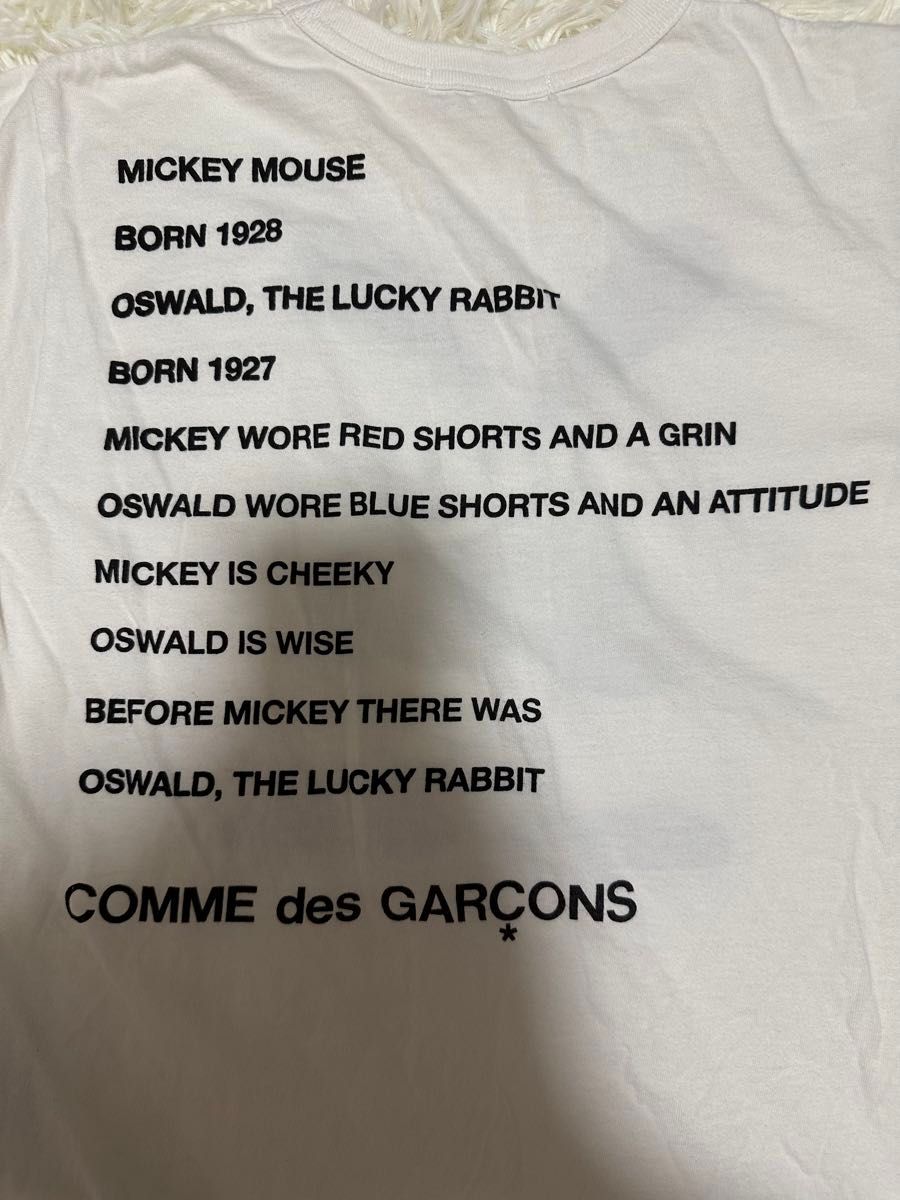 MICKEY MOUSE
BORN 1928
OSWALD, THE LUCKY RABBIT
BORN 1927
MICKEY WORE RED SHORTS AND A GRIN
OSWALD WORE BLUE SHORTS AND AN ATTITUDE
MICKEY IS CHEEKY
OSWALD IS WISE
BEFORE MICKEY THERE WAS
OSWALD, THE LUCKY RABBIT
COMME des GARÇONS
*